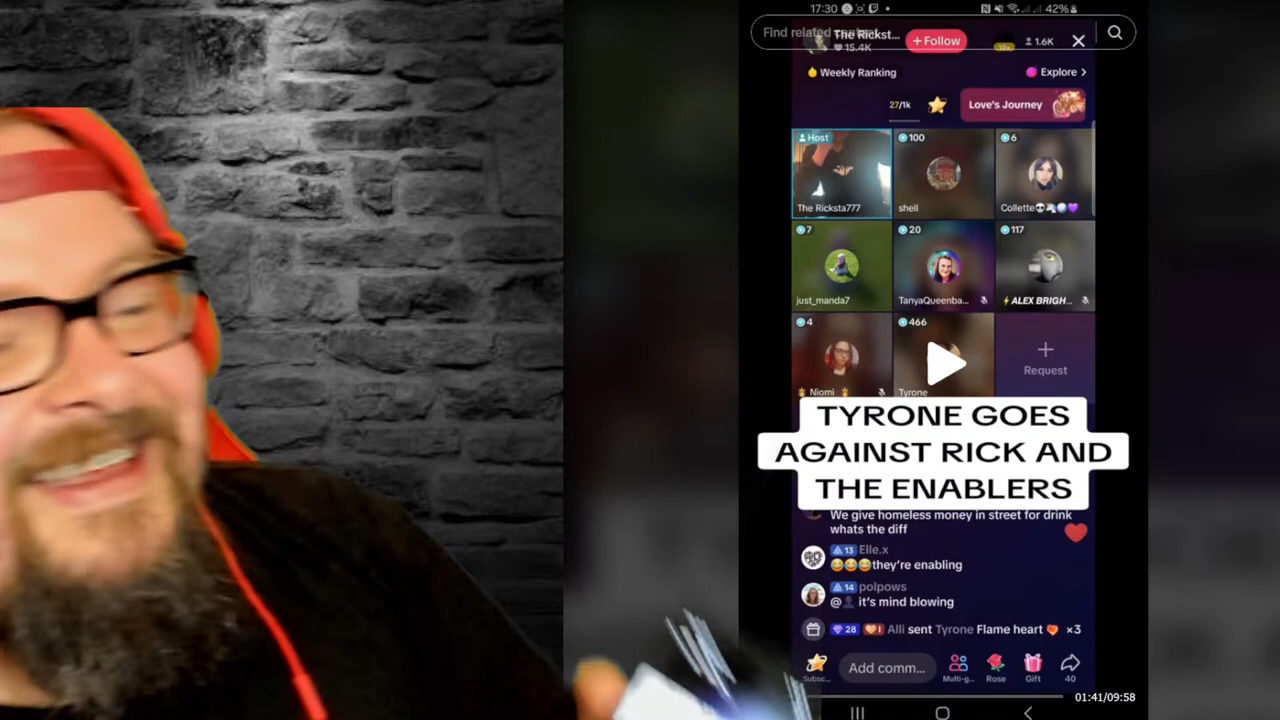 17:30
42%
Find related
The Rickst...
15.4K
+ Follow
1.6K
Weekly Ranking
Explore >
27/1k
Love's Journey
Host
100
6
The Ricksta777
shell
Collette
7
20
117
just_manda7
TanyaQueenba...
ALEX BRIGH...
4
466
Niomi
Tyrone
Request
TYRONE GOES
AGAINST RICK AND
THE ENABLERS
We give homeless money in street for drink
whats the diff
13 Elle.x
😂😂😂they're enabling
14 polpows
@👤 it's mind blowing
28 1 Alli sent Tyrone Flame heart ×3
Subsc...
Add comm...
Multi-g...
Rose
Gift
40
01:41/09:58